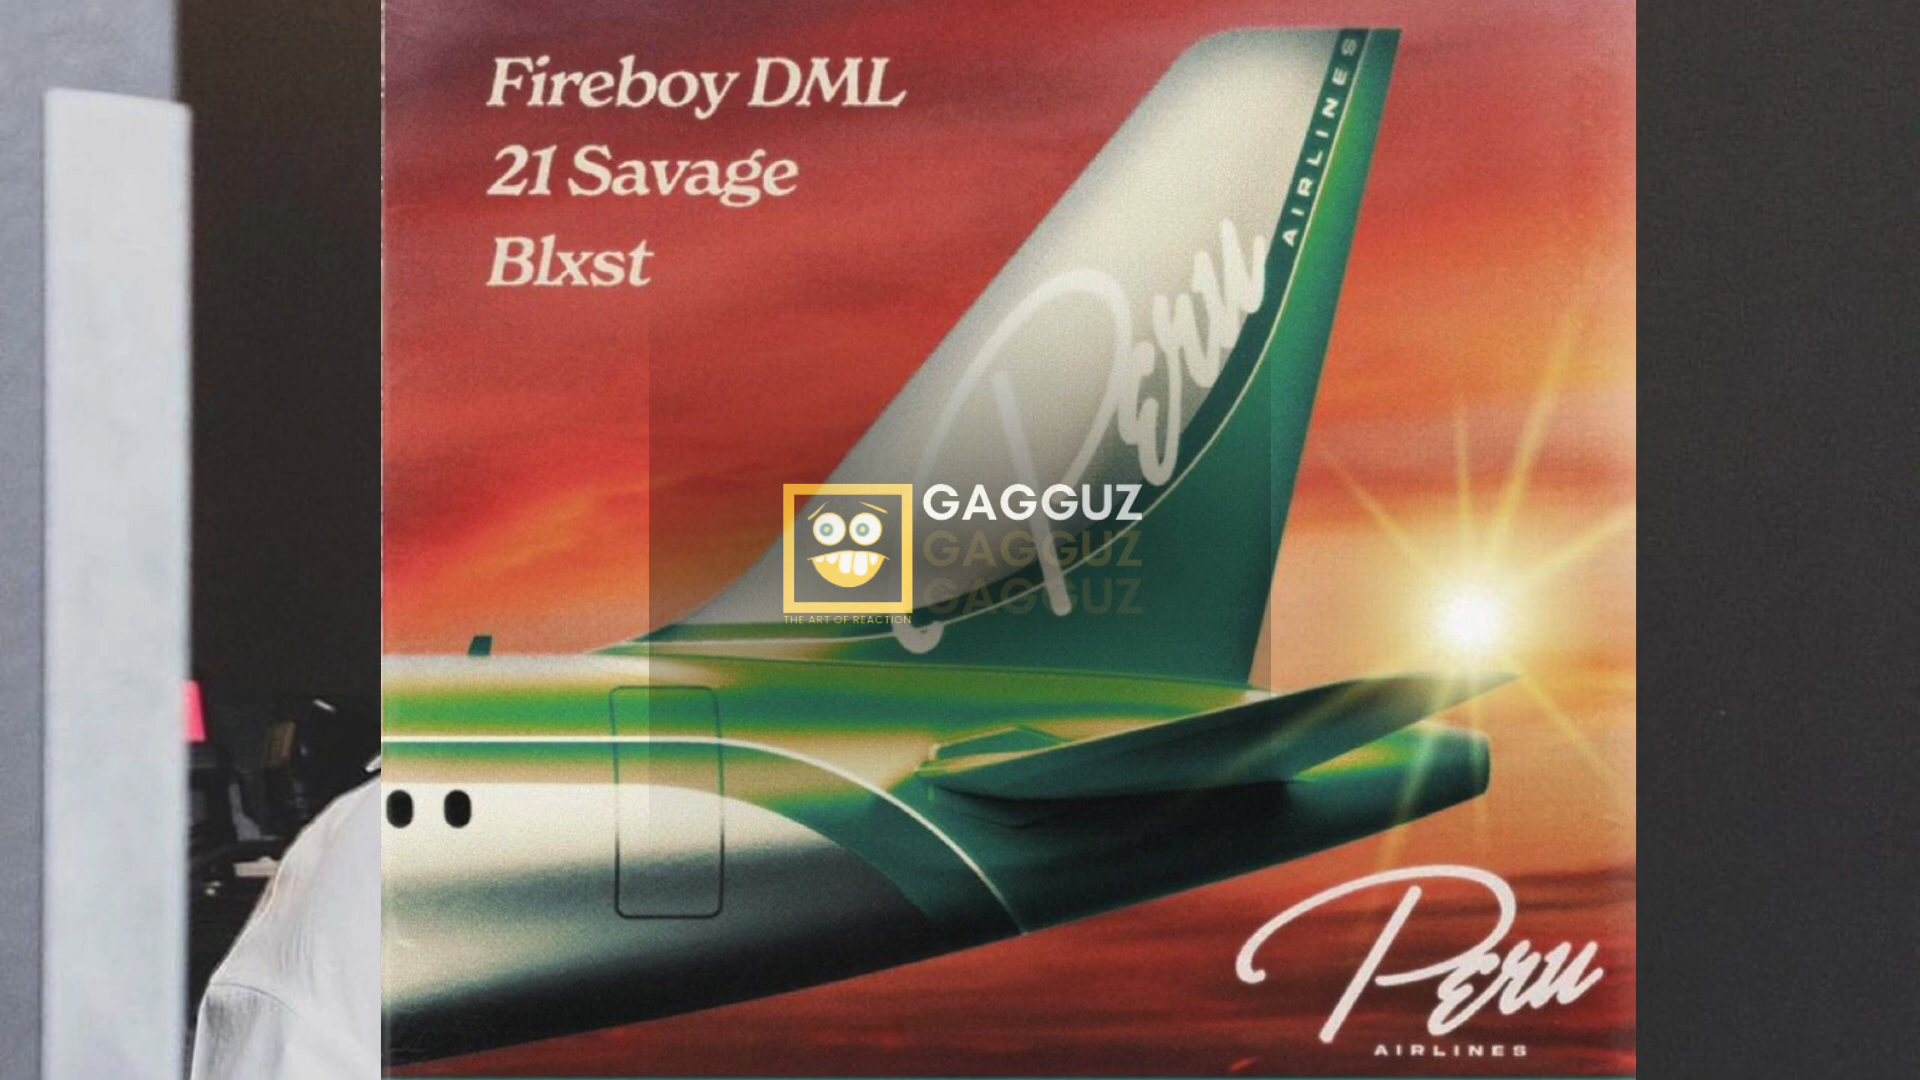 Fireboy DML
21 Savage
Blxst
AIRLINES
Peru
GAGGUZ
GAGGUZ
GAGGUZ
THE ART OF REACTION
Peru
AIRLINES